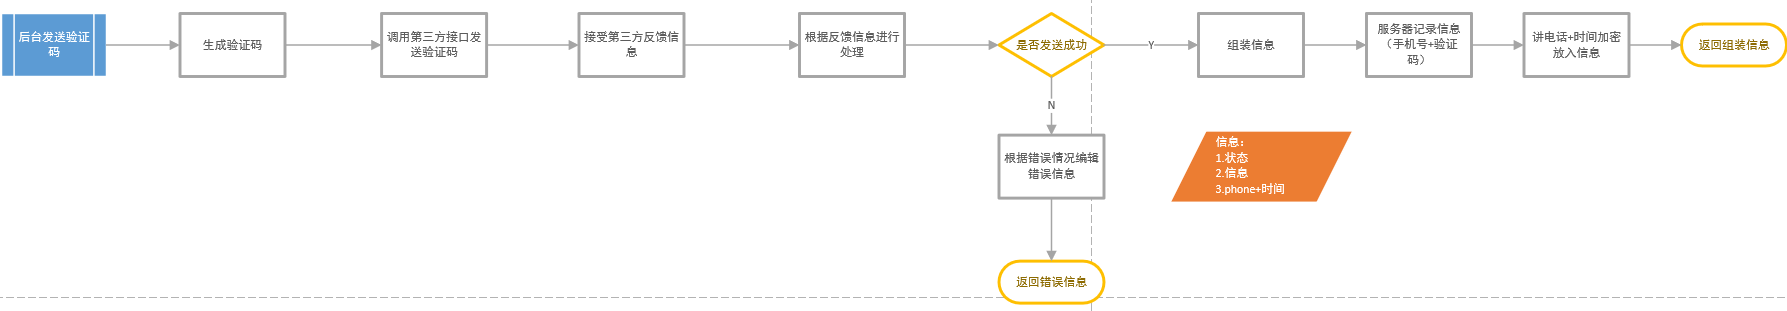 后台发送验证
码
生成验证码
调用第三方接口发
送验证码
接受第三方反馈信
息
根据反馈信息进行
处理
是否发送成功
Y
组装信息
服务器记录信息
（手机号+验证
码）
讲电话+时间加密
放入信息
返回组装信息
N
根据错误情况编辑
错误信息
信息：
1.状态
2.信息
3.phone+时间
返回错误信息